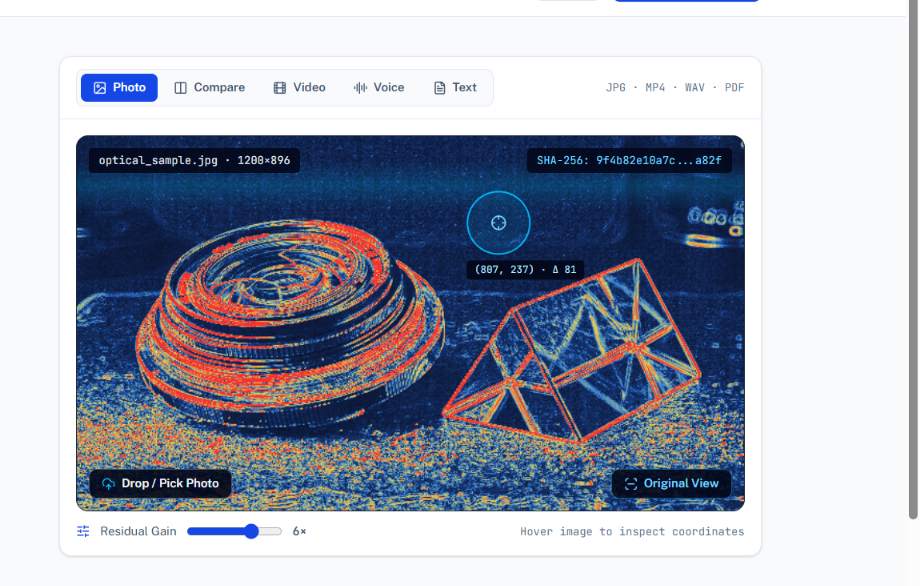 Photo
Compare
Video
Voice
Text
JPG · MP4 · WAV · PDF
optical_sample.jpg · 1200×896
SHA-256: 9f4b82e10a7c...a82f
(807, 237) · Δ 81
Drop / Pick Photo
Original View
Residual Gain
6×
Hover image to inspect coordinates